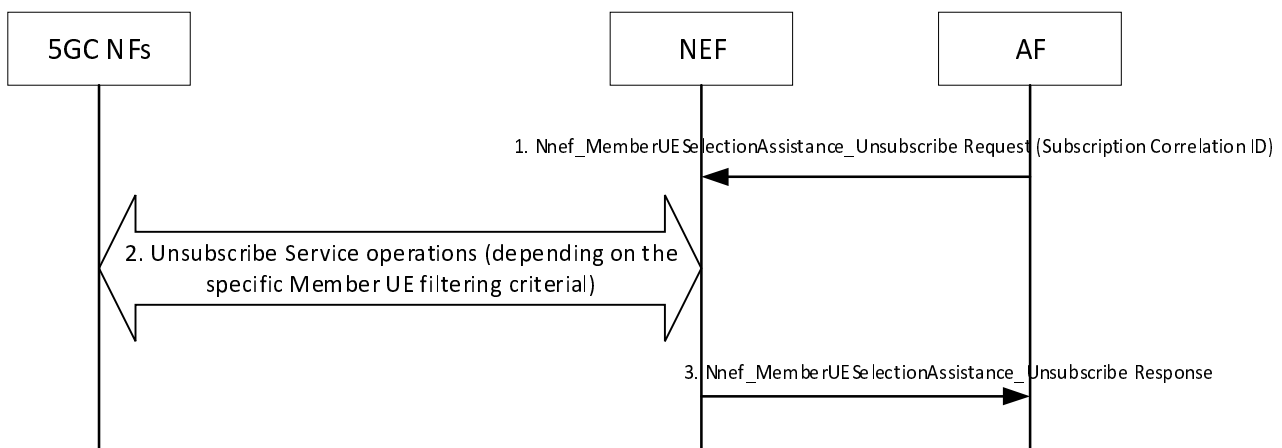 5GC NFs
NEF
AF
1. Nnef_MemberUESelectionAssistance_Unsubscribe Request (Subscription Correlation ID)
2. Unsubscribe Service operations (depending on the
specific Member UE filtering criterial)
3. Nnef_MemberUESelectionAssistance_Unsubscribe Response